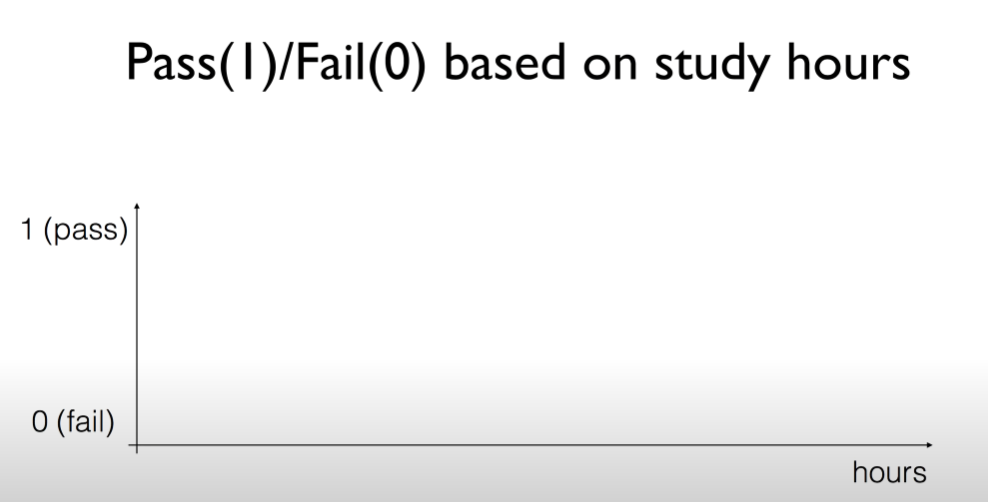 Pass(1)/Fail(0) based on study hours
1 (pass)
0 (fail)
hours